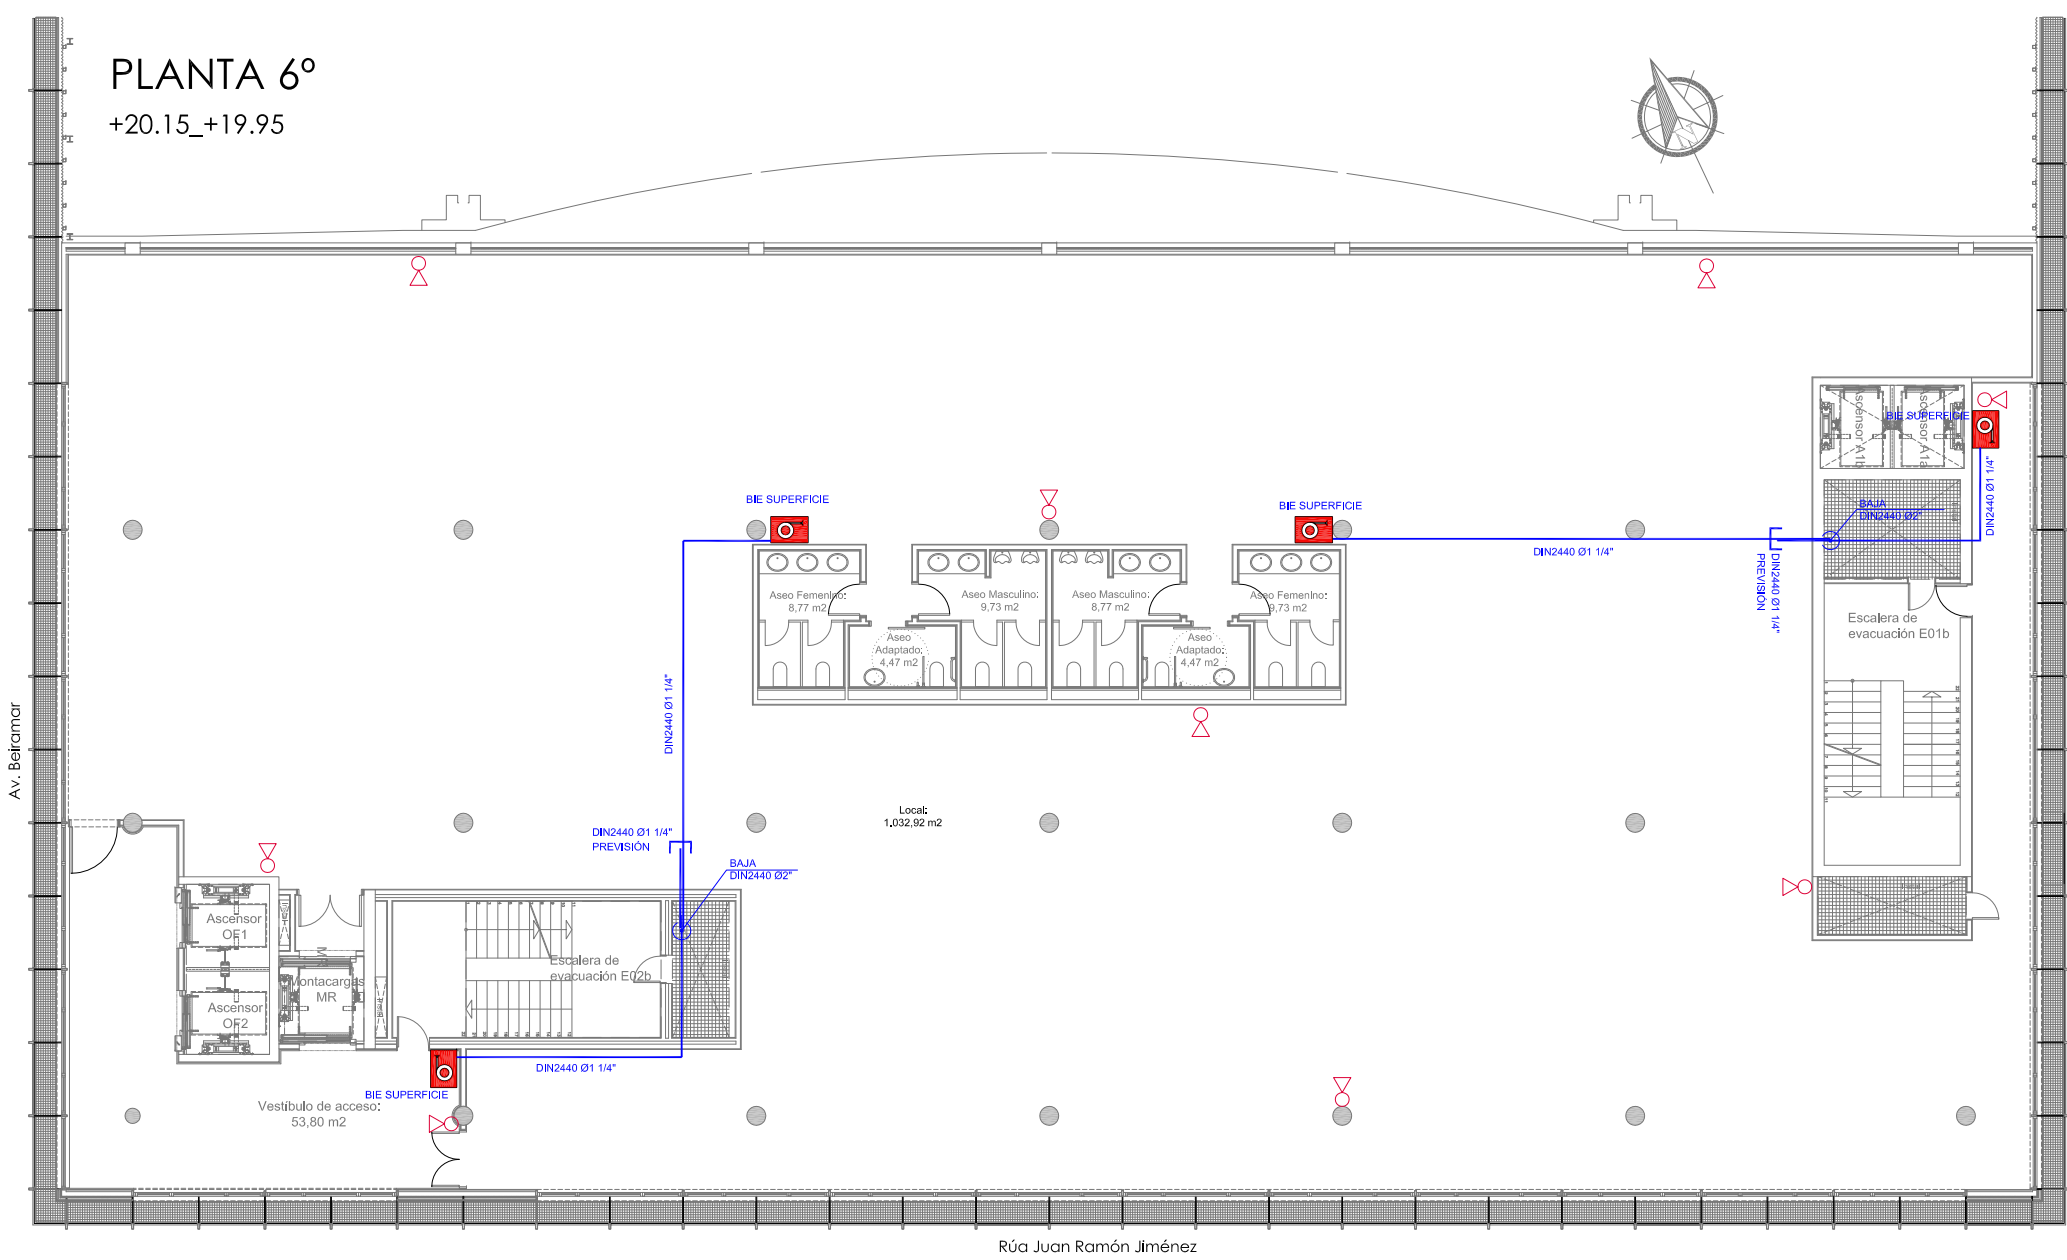 PLANTA 6º
+20.15_+19.95
BIE SUPERFICIE
Ascensor A1b
Ascensor A1a
DIN2440 Ø1 1/4"
BIE SUPERFICIE
BIE SUPERFICIE
BAJA
DIN2440 Ø2"
DIN2440 Ø1 1/4"
DIN2440 Ø1 1/4"
PREVISIÓN
Aseo Femenino:
8,77 m2
Aseo Masculino:
9,73 m2
Aseo Masculino:
8,77 m2
Aseo Femenino:
9,73 m2
Aseo
Adaptado:
4,47 m2
Aseo
Adaptado:
4,47 m2
Escalera de
evacuación E01b
DIN2440 Ø1 1/4"
Av. Beiramar
Local:
1.032,92 m2
DIN2440 Ø1 1/4"
PREVISIÓN
BAJA
DIN2440 Ø2"
Ascensor
OF1
Escalera de
evacuación E02b
Montacargas
MR
Ascensor
OF2
DIN2440 Ø1 1/4"
BIE SUPERFICIE
Vestíbulo de acceso:
53,80 m2
Rúa Juan Ramón Jiménez